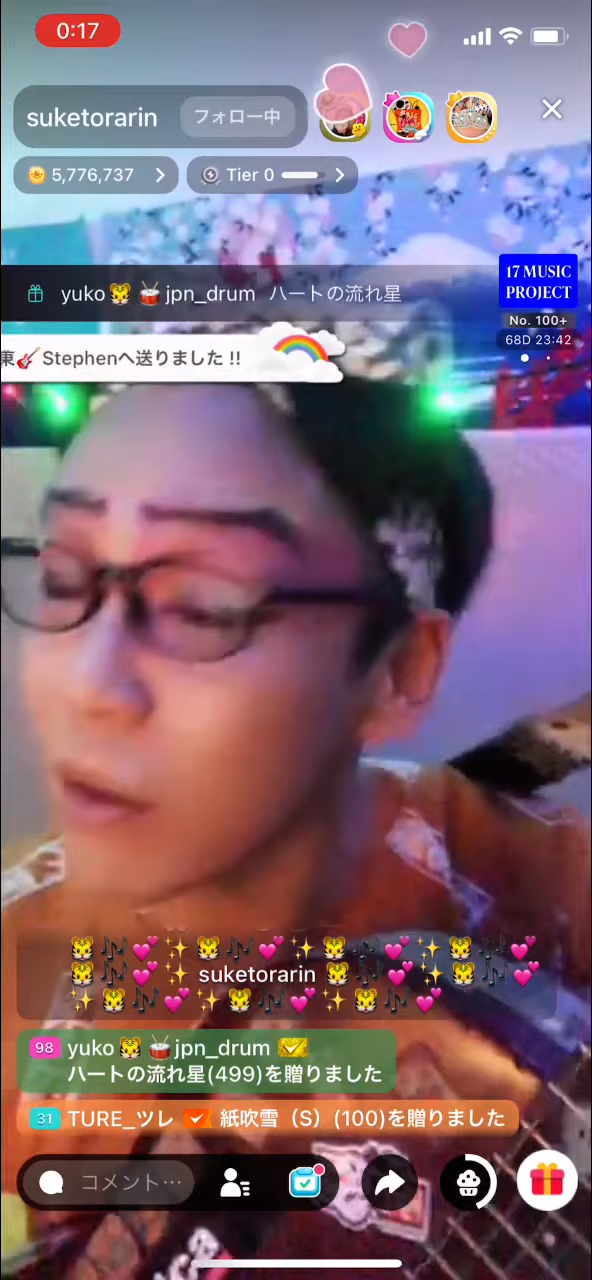 0:17
suketorarin フォロー中
5,776,737 Tier 0
17 MUSIC
PROJECT
yuko🐯🥁jpn_drum ハートの流れ星
No. 100+
68D 23:42
東🎸Stephenへ送りました !!
🐯🎶💕✨🐯🎶💕✨🐯🎶💕✨🐯🎶💕
🐯🎶💕✨ suketorarin 🐯🎶💕✨🐯🎶💕
✨🐯🎶💕✨🐯🎶💕✨🐯🎶💕
98 yuko🐯🥁jpn_drum
ハートの流れ星(499)を贈りました
31 TURE_ツレ 紙吹雪（S）(100)を贈りました
コメント…